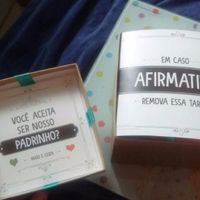 VOCÊ ACEITA
SER NOSSO
PADRINHO?
EM CASO
AFIRMATI
REMOVA ESSA TAR